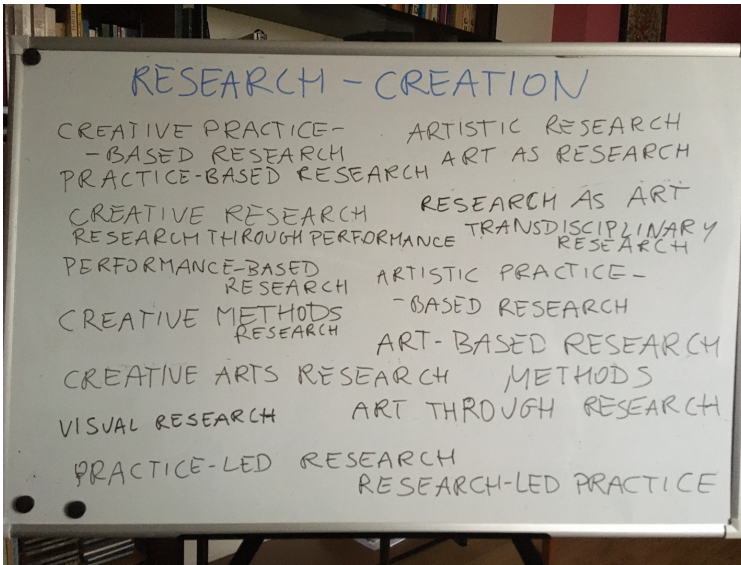 RESEARCH – CREATION
CREATIVE PRACTICE-
-BASED RESEARCH
ARTISTIC RESEARCH
ART AS RESEARCH
PRACTICE-BASED RESEARCH
RESEARCH AS ART
CREATIVE RESEARCH
RESEARCH THROUGH PERFORMANCE
TRANSDISCIPLINARY
RESEARCH
PERFORMANCE-BASED
RESEARCH
ARTISTIC PRACTICE-
-BASED RESEARCH
CREATIVE METHODS
RESEARCH
ART-BASED RESEARCH
METHODS
CREATIVE ARTS RESEARCH
VISUAL RESEARCH
ART THROUGH RESEARCH
PRACTICE-LED RESEARCH
RESEARCH-LED PRACTICE